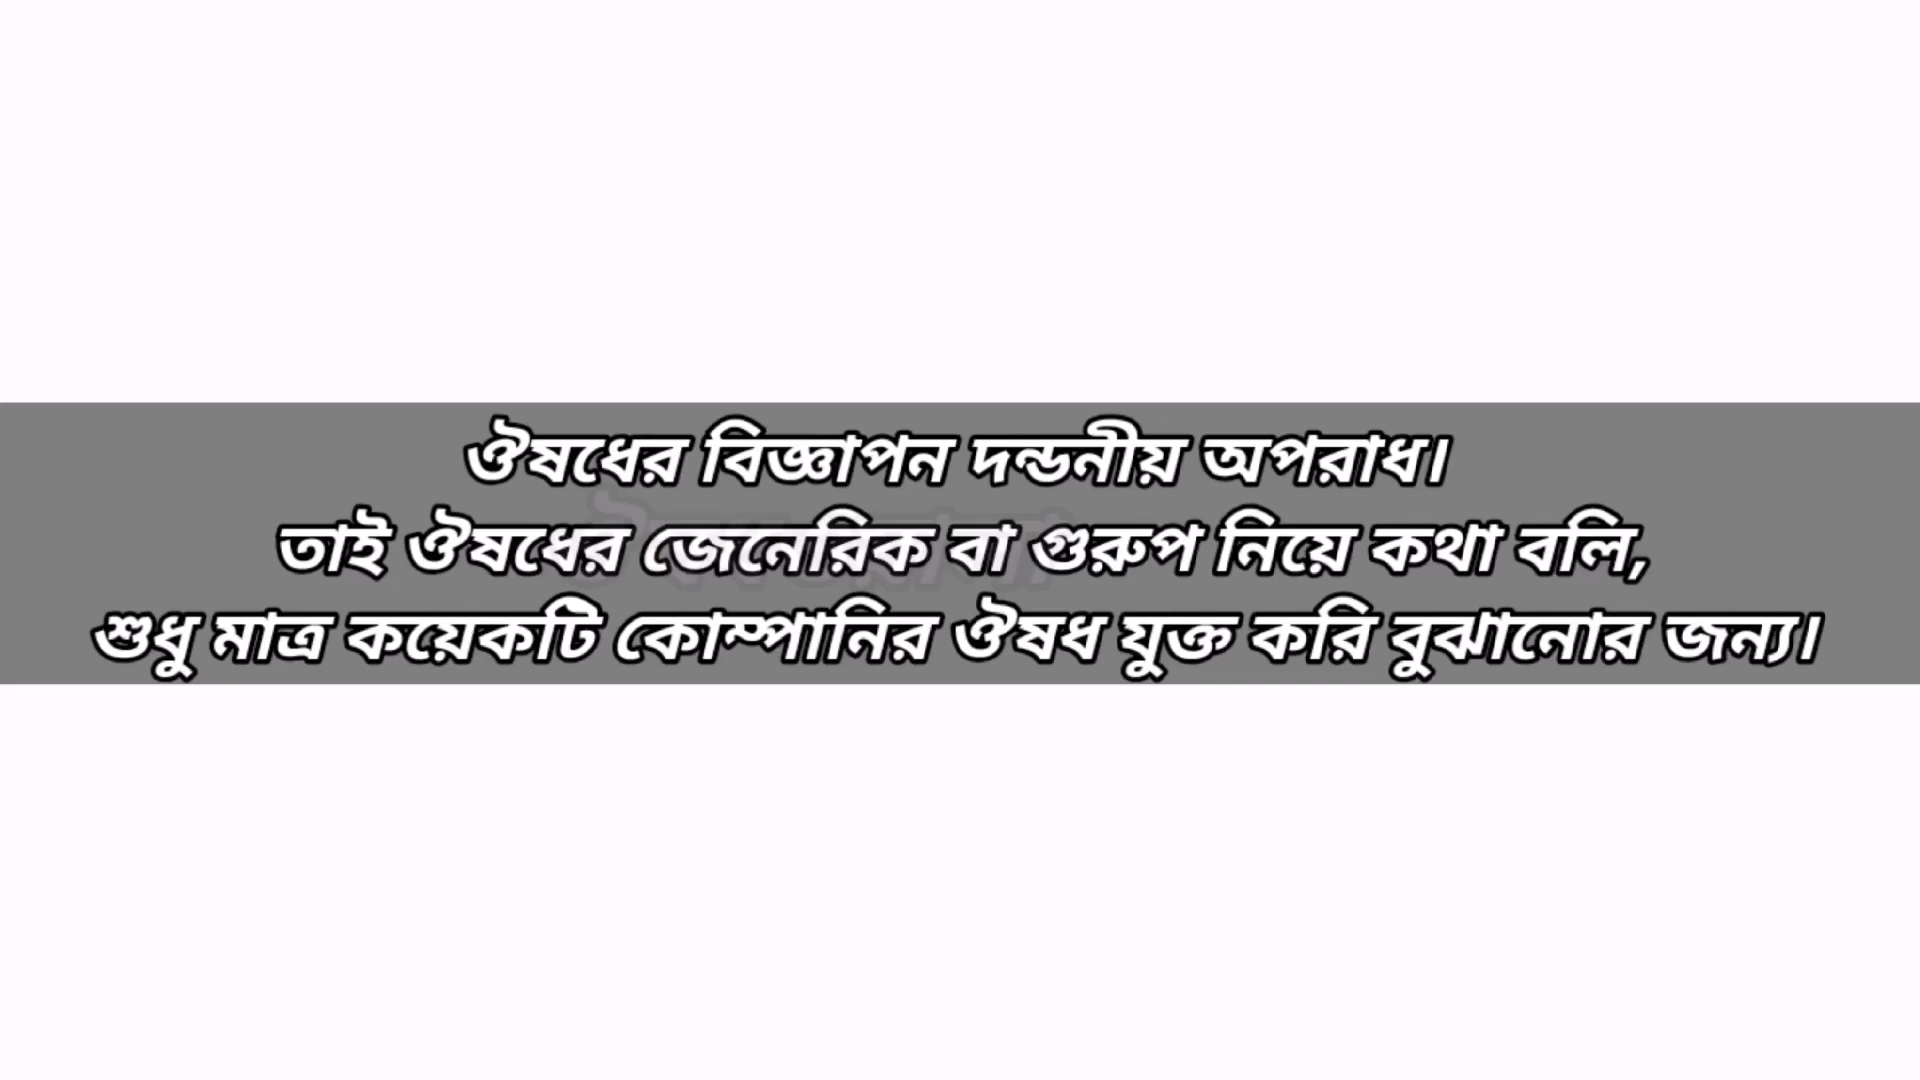 ঔষধের বিজ্ঞাপন দন্ডনীয় অপরাধ।
তাই ঔষধের জেনেরিক বা গুরুপ নিয়ে কথা বলি,
শুধু মাত্র কয়েকটি কোম্পানির ঔষধ যুক্ত করি বুঝানোর জন্য।